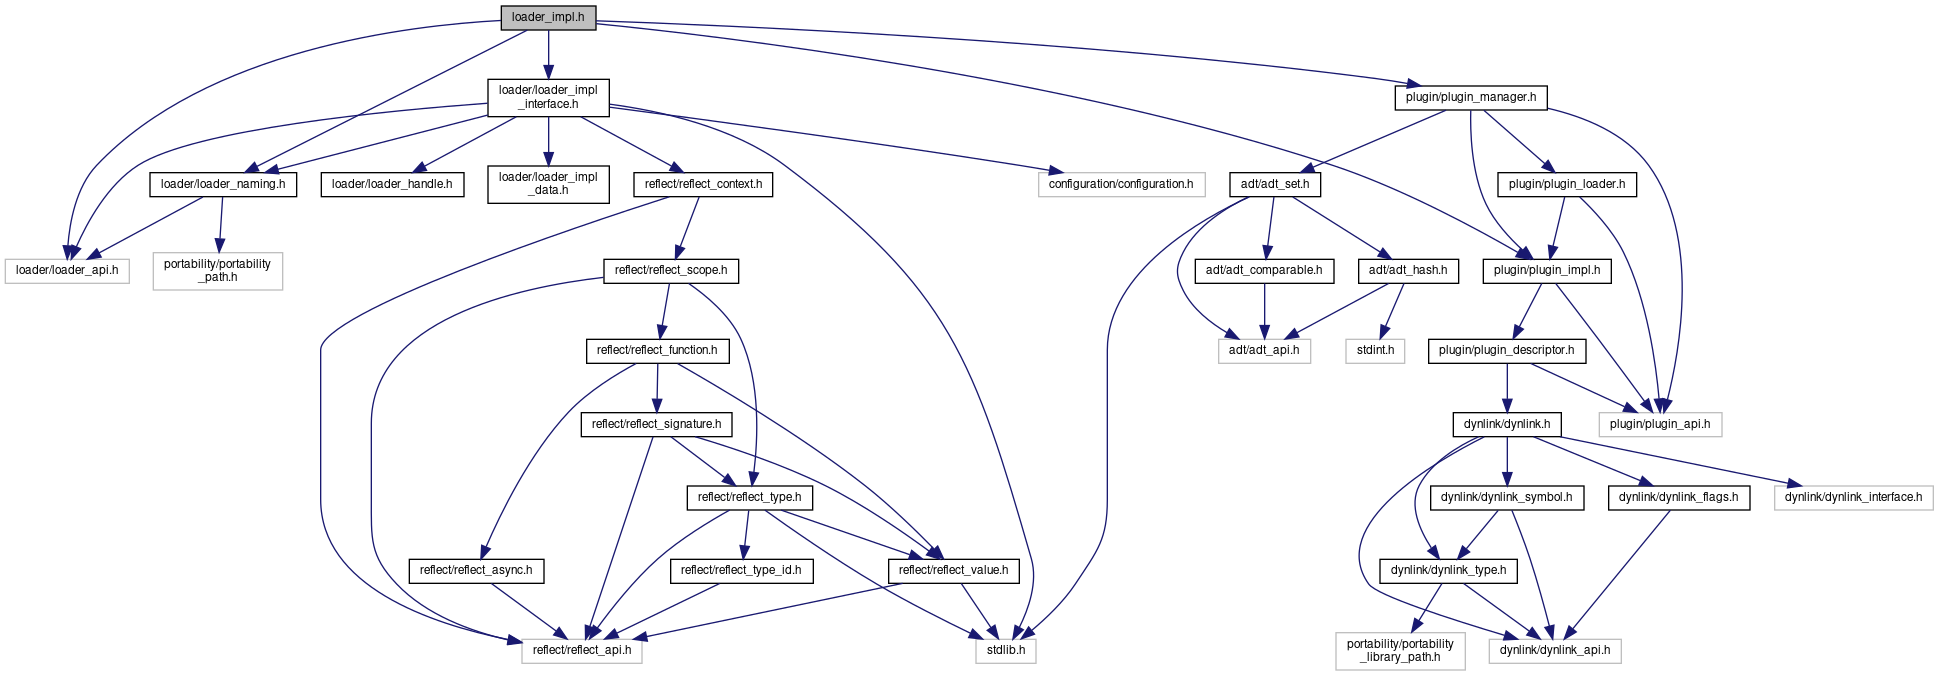 loader_impl.h
loader/loader_impl
_interface.h
plugin/plugin_manager.h
loader/loader_naming.h
loader/loader_handle.h
loader/loader_impl
_data.h
reflect/reflect_context.h
configuration/configuration.h
adt/adt_set.h
plugin/plugin_loader.h
loader/loader_api.h
portability/portability
_path.h
reflect/reflect_scope.h
adt/adt_comparable.h
adt/adt_hash.h
plugin/plugin_impl.h
reflect/reflect_function.h
adt/adt_api.h
stdint.h
plugin/plugin_descriptor.h
reflect/reflect_signature.h
dynlink/dynlink.h
plugin/plugin_api.h
reflect/reflect_type.h
dynlink/dynlink_symbol.h
dynlink/dynlink_flags.h
dynlink/dynlink_interface.h
reflect/reflect_async.h
reflect/reflect_type_id.h
reflect/reflect_value.h
dynlink/dynlink_type.h
reflect/reflect_api.h
stdlib.h
portability/portability
_library_path.h
dynlink/dynlink_api.h